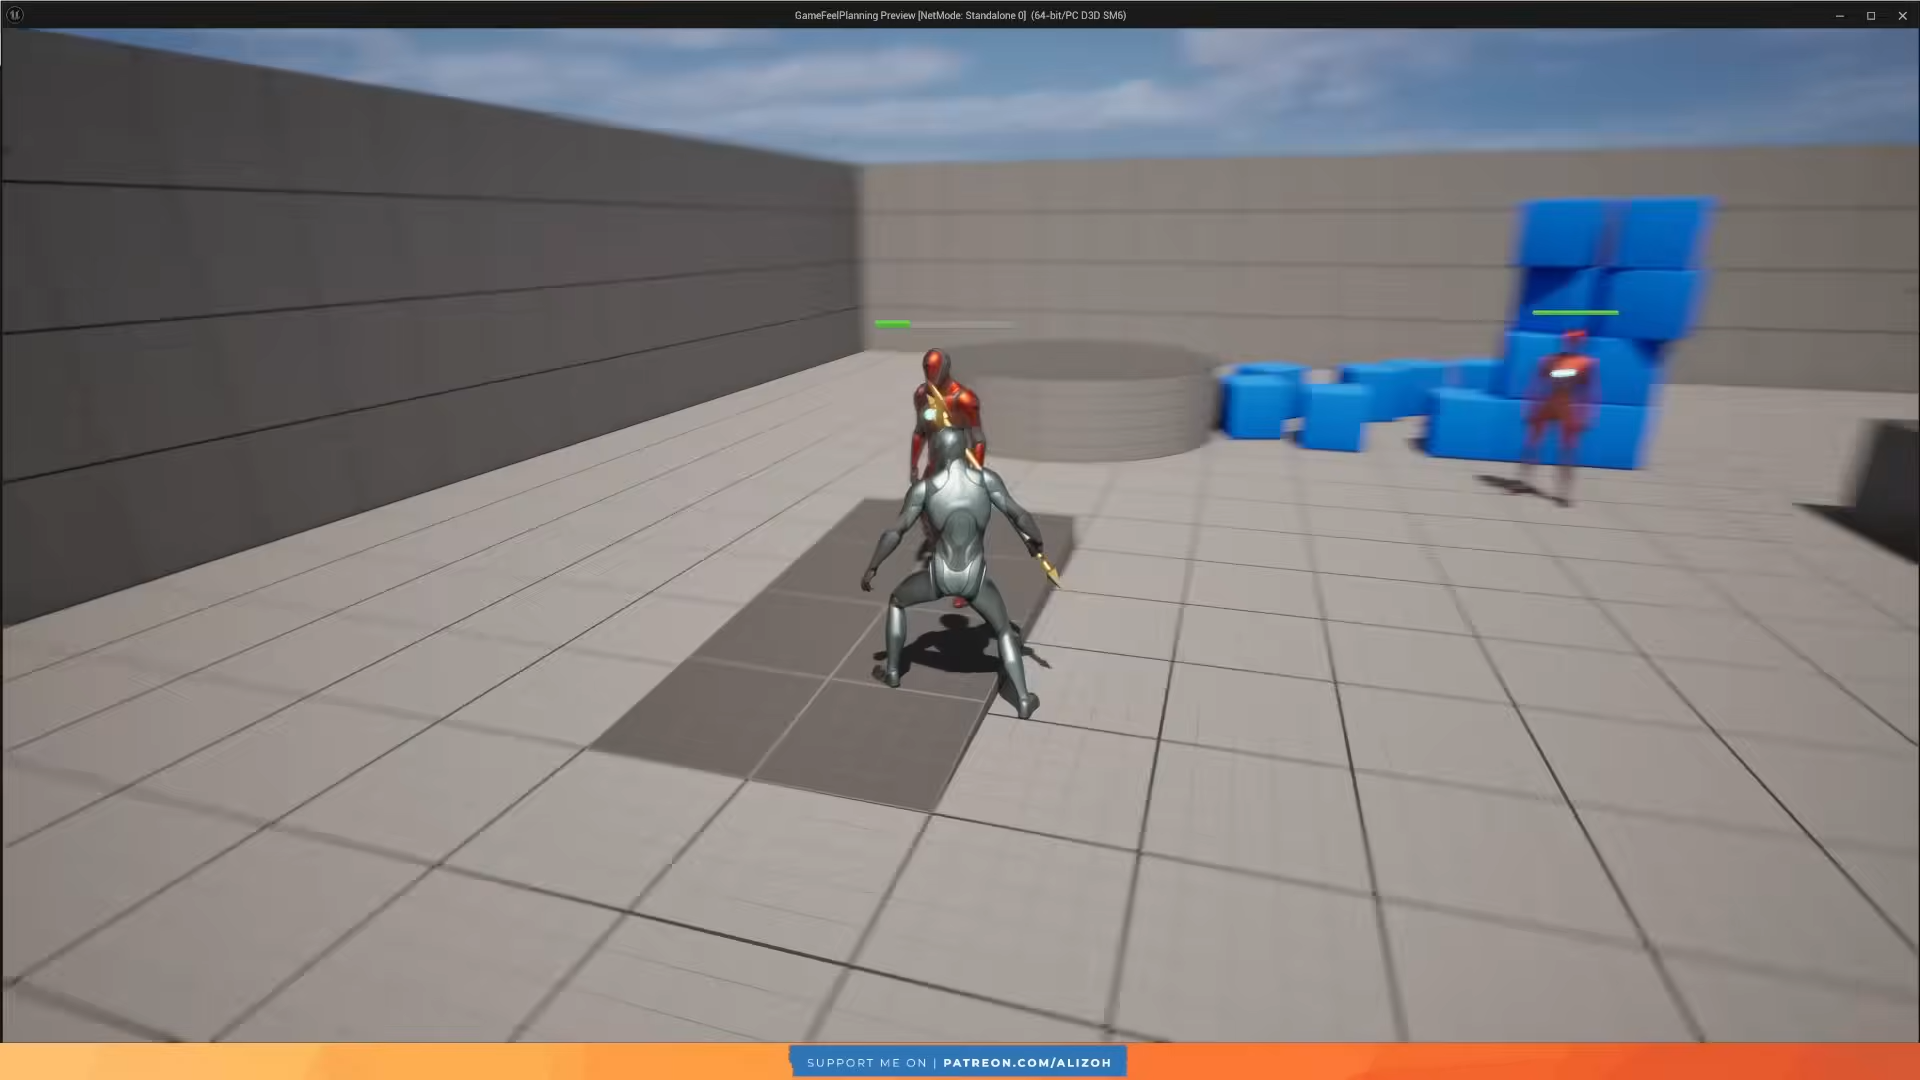 GameFeelPlanning Preview [NetMode: Standalone 0] (64-bit/PC D3D SM6)
SUPPORT ME ON | PATREON.COM/ALIZOH